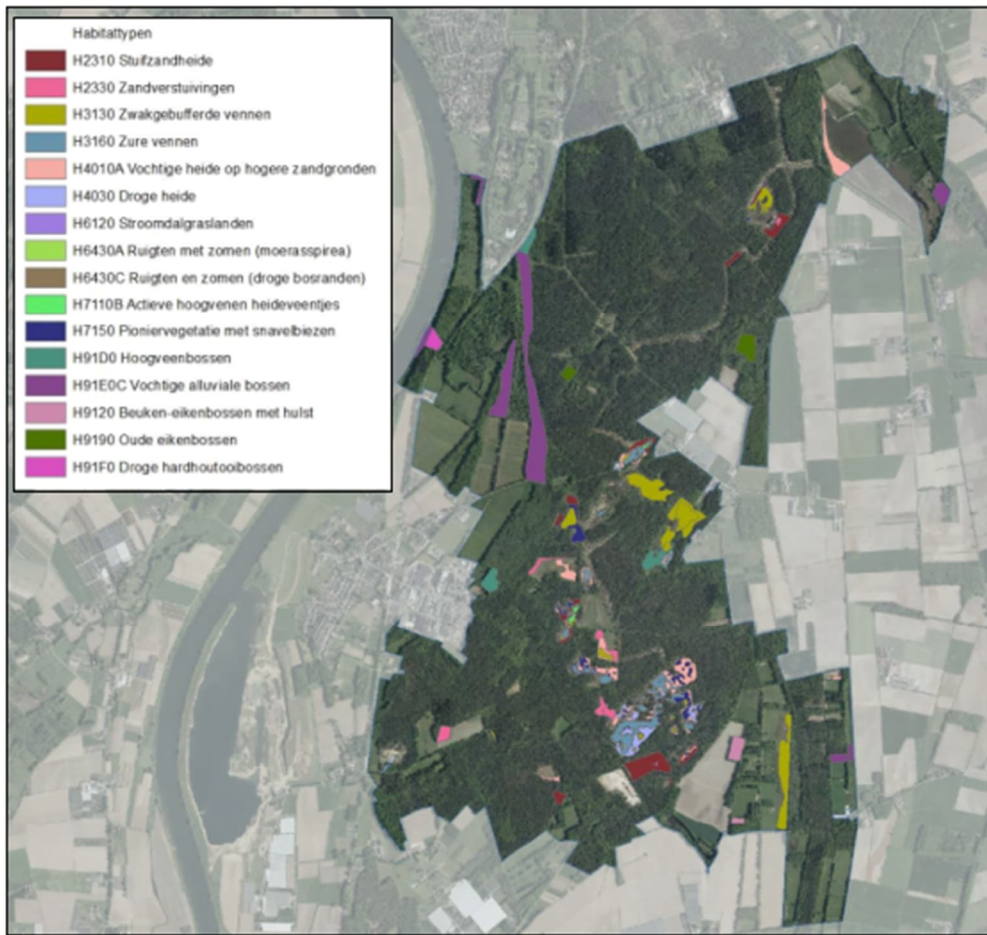 Habitattypen
H2310 Stuifzandheide
H2330 Zandverstuivingen
H3130 Zwakgebufferde vennen
H3160 Zure vennen
H4010A Vochtige heide op hogere zandgronden
H4030 Droge heide
H6120 Stroomdalgraslanden
H6430A Ruigten met zomen (moerasspirea)
H6430C Ruigten en zomen (droge bosranden)
H7110B Actieve hoogvenen heideveentjes
H7150 Pioniervegetatie met snavelbiezen
H91D0 Hoogveenbossen
H91E0C Vochtige alluviale bossen
H9120 Beuken-eikenbossen met hulst
H9190 Oude eikenbossen
H91F0 Droge hardhoutooibossen